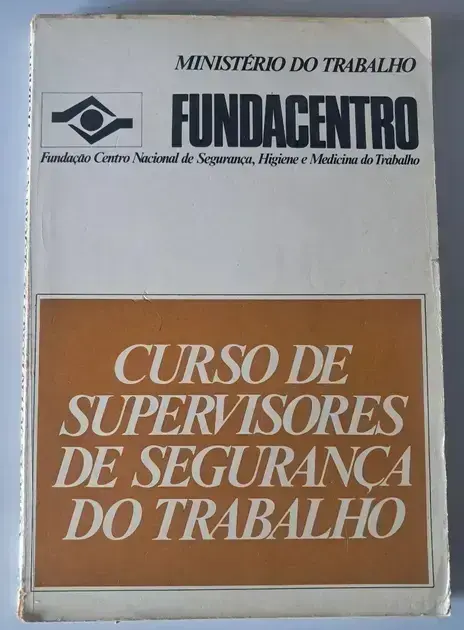 MINISTÉRIO DO TRABALHO
FUNDACENTRO
Fundação Centro Nacional de Segurança, Higiene e Medicina do Trabalho
CURSO DE
SUPERVISORES
DE SEGURANÇA
DO TRABALHO